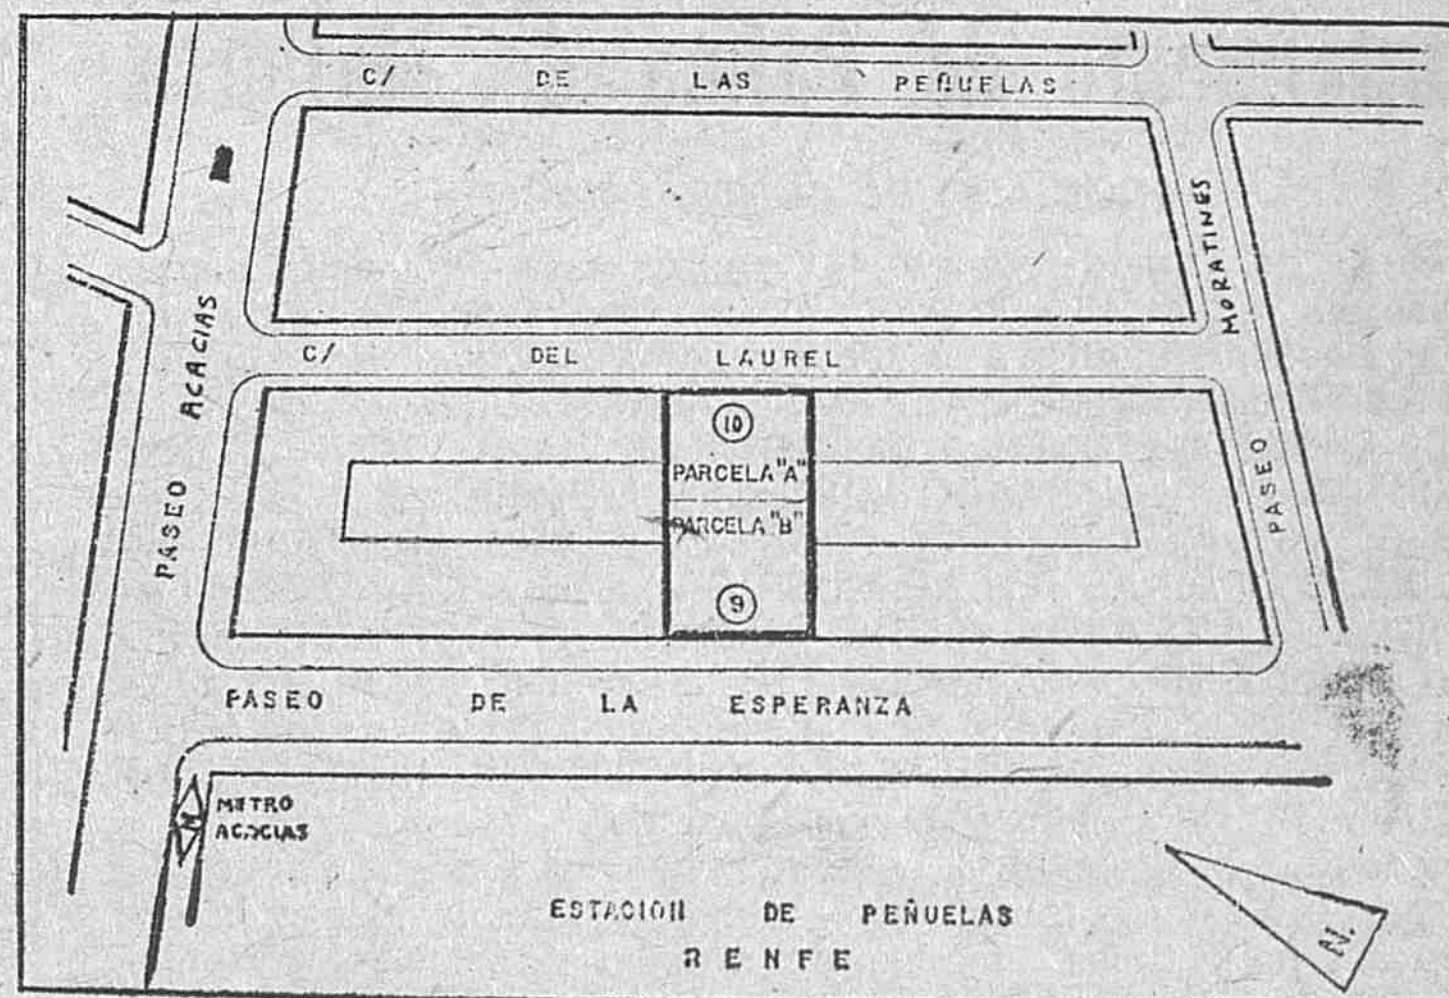 C/ DE LAS PEÑUELAS
MORATINES
PASEO ACACIAS
C/ DEL LAUREL
10
PARCELA "A"
PARCELA "B"
9
PASEO
PASEO DE LA ESPERANZA
M
METRO
ACACIAS
ESTACION DE PEÑUELAS
RENFE
N.